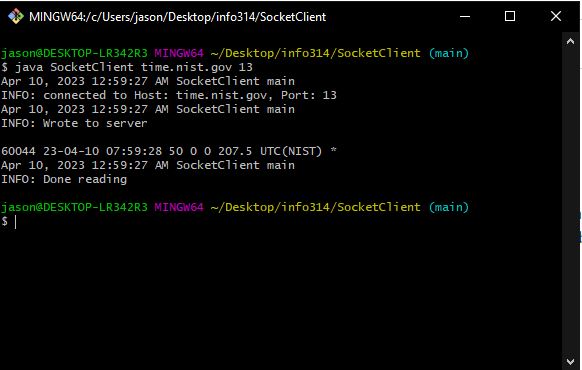 MINGW64:/c/Users/jason/Desktop/info314/SocketClient
jason@DESKTOP-LR342R3 MINGW64 ~/Desktop/info314/SocketClient (main)
$ java SocketClient time.nist.gov 13
Apr 10, 2023 12:59:27 AM SocketClient main
INFO: connected to Host: time.nist.gov, Port: 13
Apr 10, 2023 12:59:27 AM SocketClient main
INFO: Wrote to server
60044 23-04-10 07:59:28 50 0 0 207.5 UTC(NIST) *
Apr 10, 2023 12:59:27 AM SocketClient main
INFO: Done reading
jason@DESKTOP-LR342R3 MINGW64 ~/Desktop/info314/SocketClient (main)
$